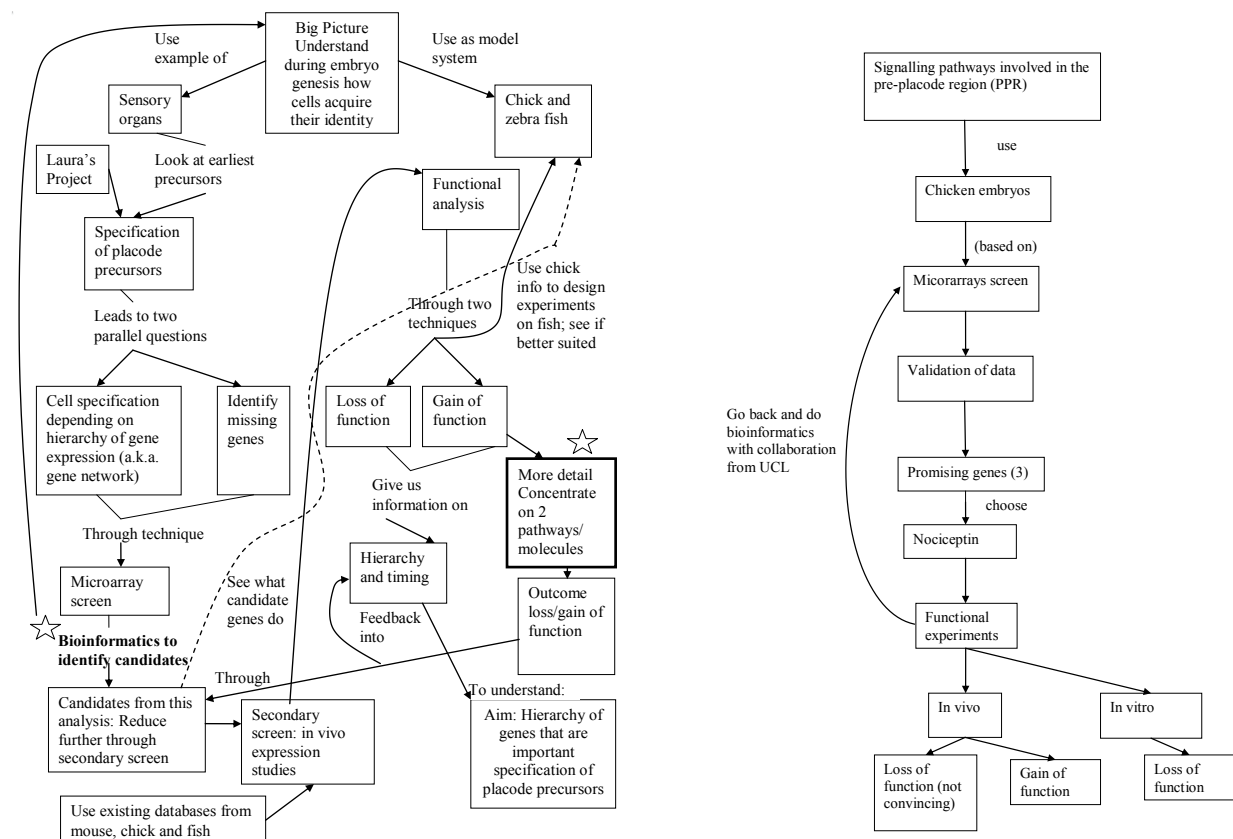 Big Picture
Understand
during embryo
genesis how
cells acquire
their identity
Use
example of
Use as model
system
Sensory
organs
Chick and
zebra fish
Laura's
Project
Look at earliest
precursors
Functional
analysis
Specification
of placode
precursors
Use chick
info to design
experiments
on fish; see if
better suited
Through two
techniques
Leads to two
parallel questions
Cell specification
depending on
hierarchy of gene
expression (a.k.a.
gene network)
Identify
missing
genes
Loss of
function
Gain of
function
More detail
Concentrate
on 2
pathways/
molecules
Give us
information on
Through technique
Microarray
screen
Hierarchy
and timing
See what
candidate
genes do
Outcome
loss/gain of
function
Feedback
into
Bioinformatics to
identify candidates
Through
Candidates from this
analysis: Reduce
further through
secondary screen
Secondary
screen: in vivo
expression
studies
To understand:
Aim: Hierarchy of
genes that are
important
specification of
placode precursors
Use existing databases from
mouse, chick and fish
Signalling pathways involved in the
pre-placode region (PPR)
use
Chicken embryos
(based on)
Micorarrays screen
Validation of data
Go back and do
bioinformatics
with collaboration
from UCL
Promising genes (3)
choose
Nociceptin
Functional
experiments
In vivo
In vitro
Loss of
function (not
convincing)
Gain of
function
Loss of
function